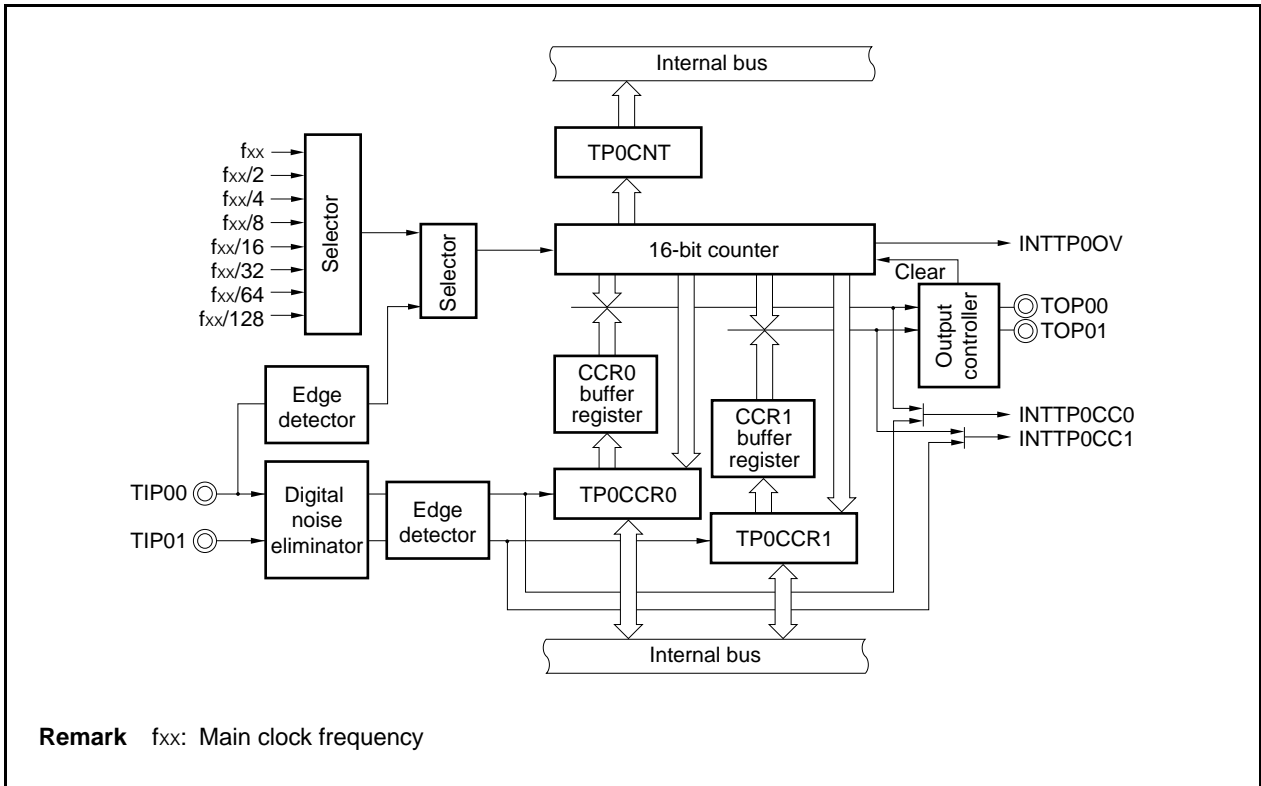 Internal bus
TP0CNT
fxx
fxx/2
fxx/4
fxx/8
fxx/16
fxx/32
fxx/64
fxx/128
Selector
Selector
16-bit counter
INTTP0OV
Clear
Output
controller
TOP00
TOP01
CCR0
buffer
register
CCR1
buffer
register
INTTP0CC0
INTTP0CC1
Edge
detector
TIP00
TIP01
Digital
noise
eliminator
Edge
detector
TP0CCR0
TP0CCR1
Internal bus
Remark fxx: Main clock frequency